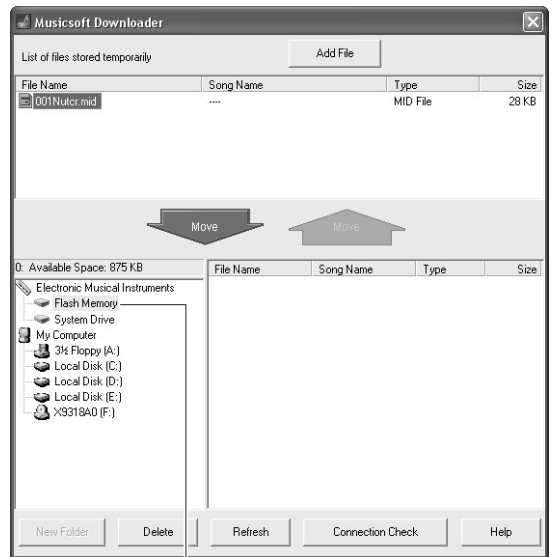 Musicsoft Downloader
List of files stored temporarily
Add File
File Name Song Name Type Size
001Nutcr.mid ---- MID File 28 KB
Move Move
0: Available Space: 875 KB
File Name Song Name Type Size
Electronic Musical Instruments
Flash Memory
System Drive
My Computer
3½ Floppy (A:)
Local Disk (C:)
Local Disk (D:)
Local Disk (E:)
X9318A0 (F:)
New Folder Delete Refresh Connection Check Help